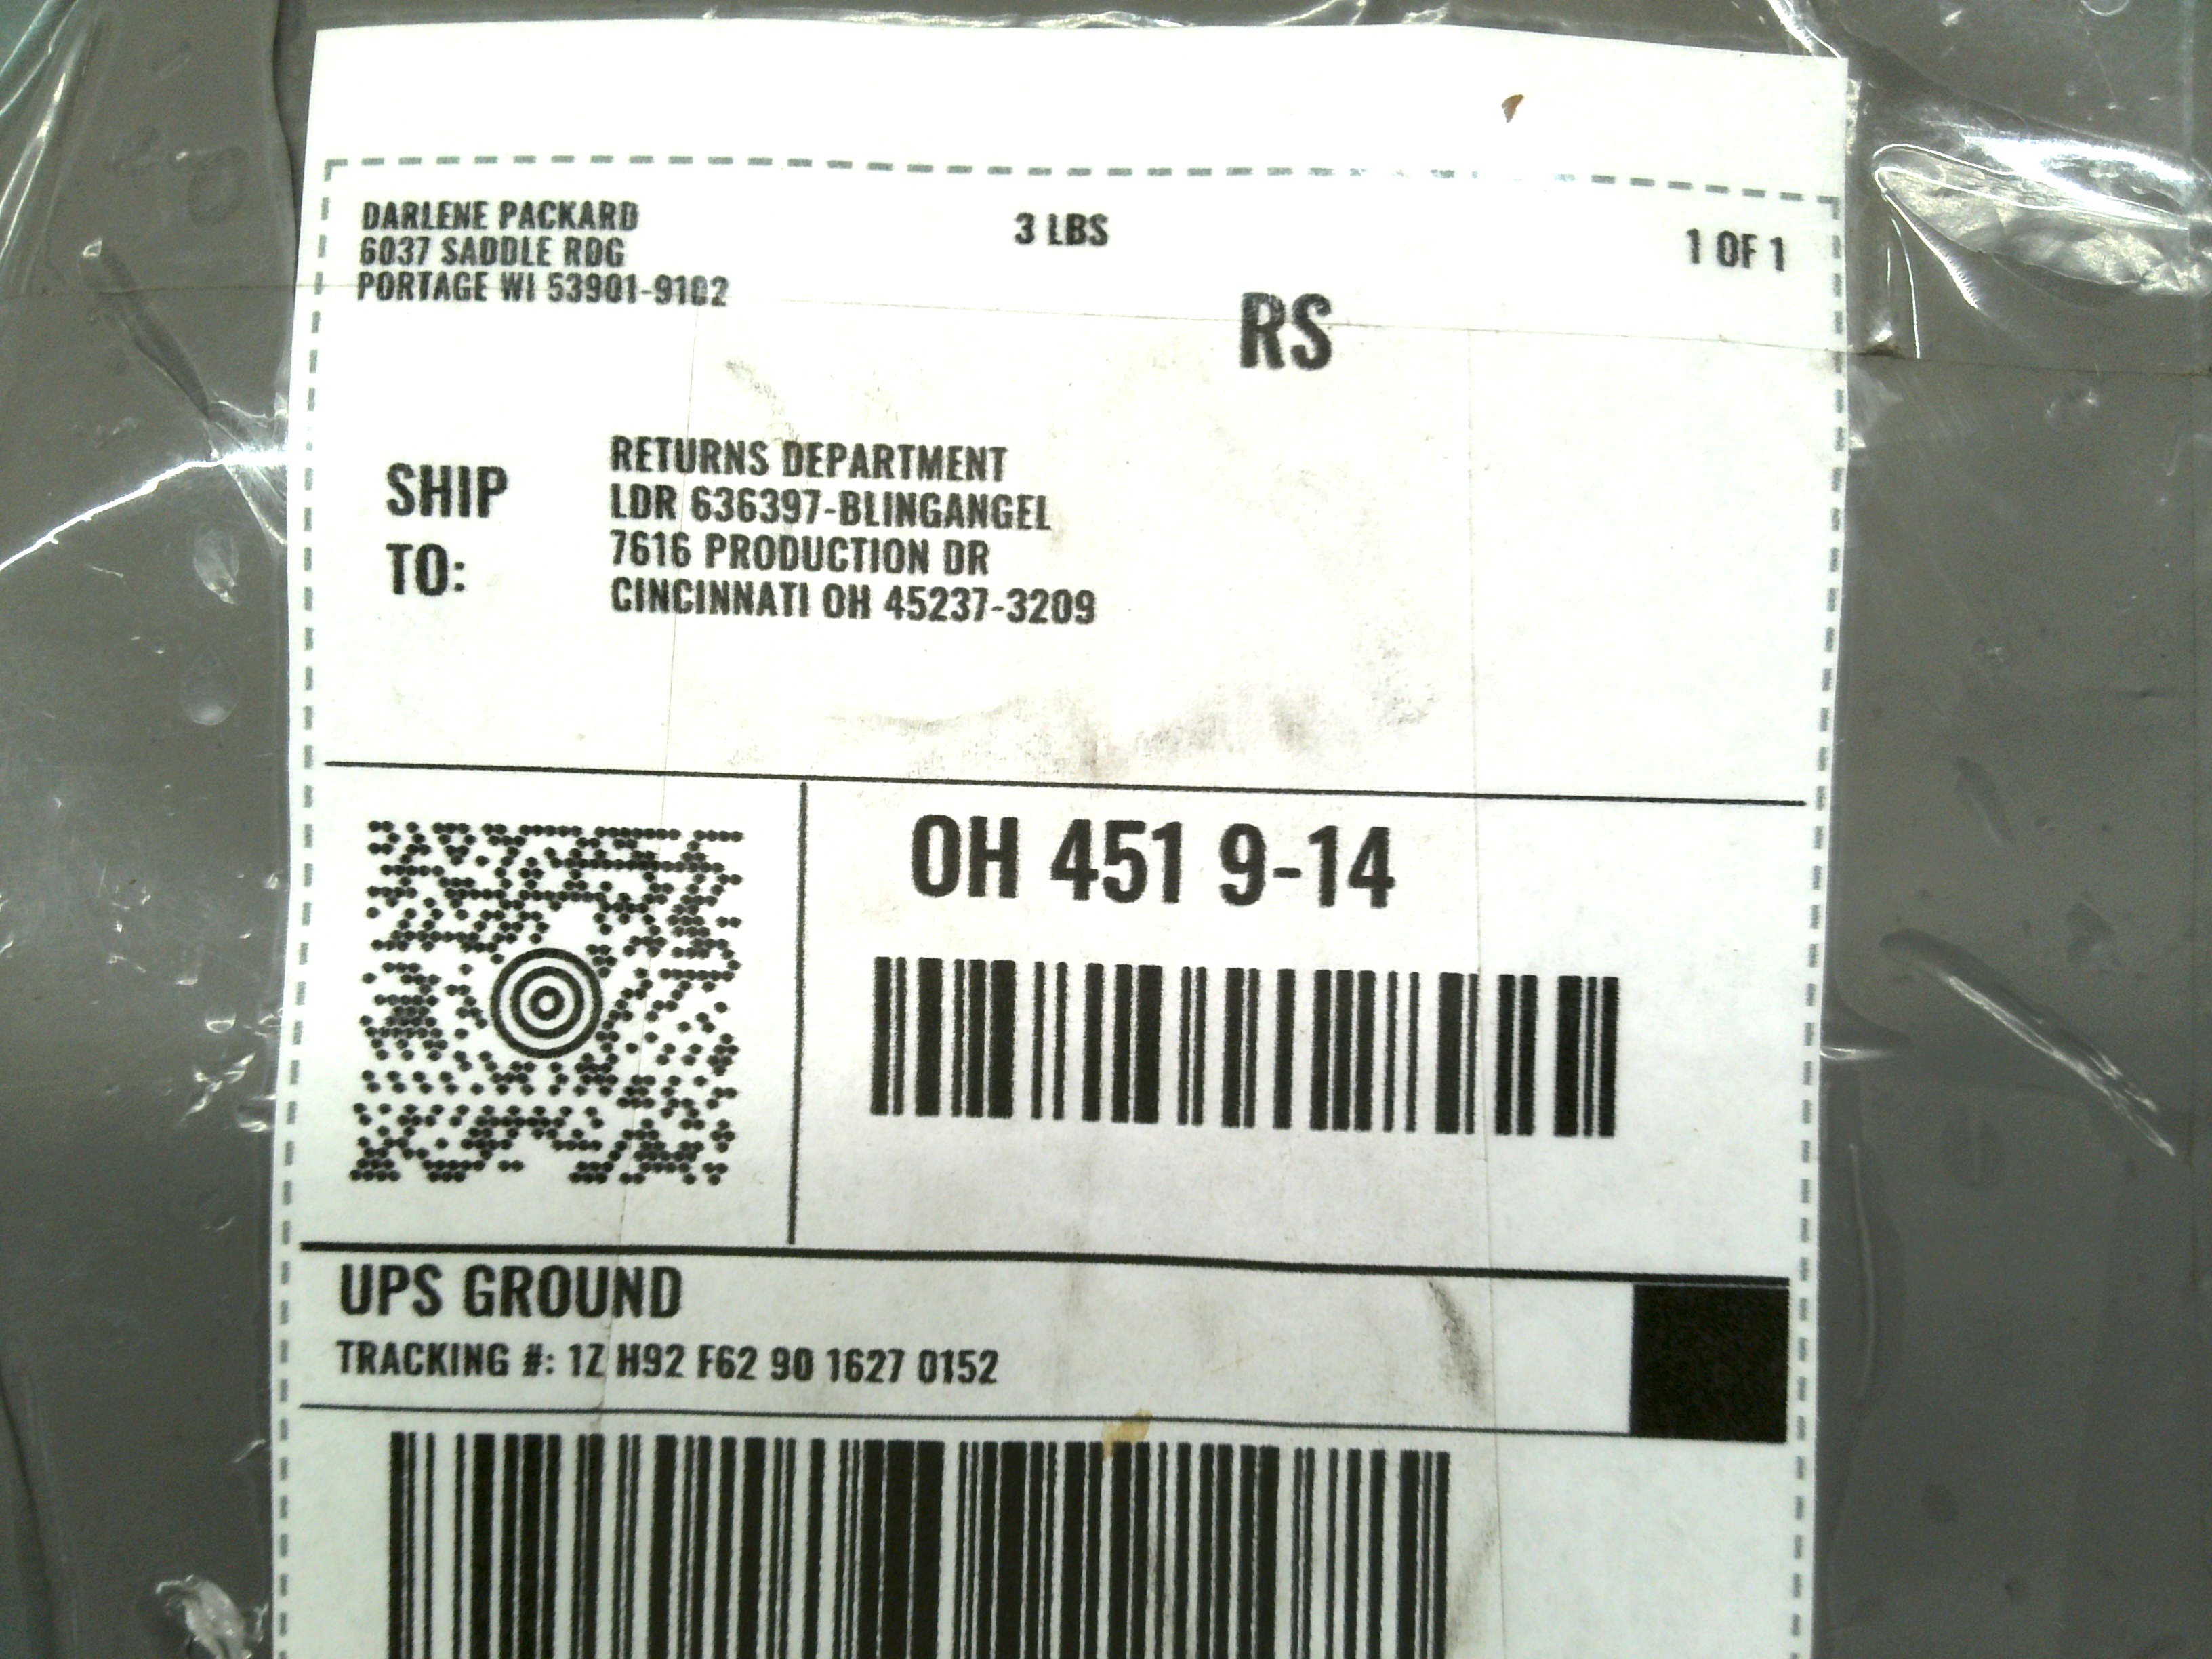 DARLENE PACKARD
6037 SADDLE RDG
PORTAGE WI 53901-9102
3 LBS
1 OF 1
RS
SHIP TO:
RETURNS DEPARTMENT
LDR 636397-BLINGANGEL
7616 PRODUCTION DR
CINCINNATI OH 45237-3209
OH 451 9-14
UPS GROUND
TRACKING #: 1Z H92 F62 90 1627 0152